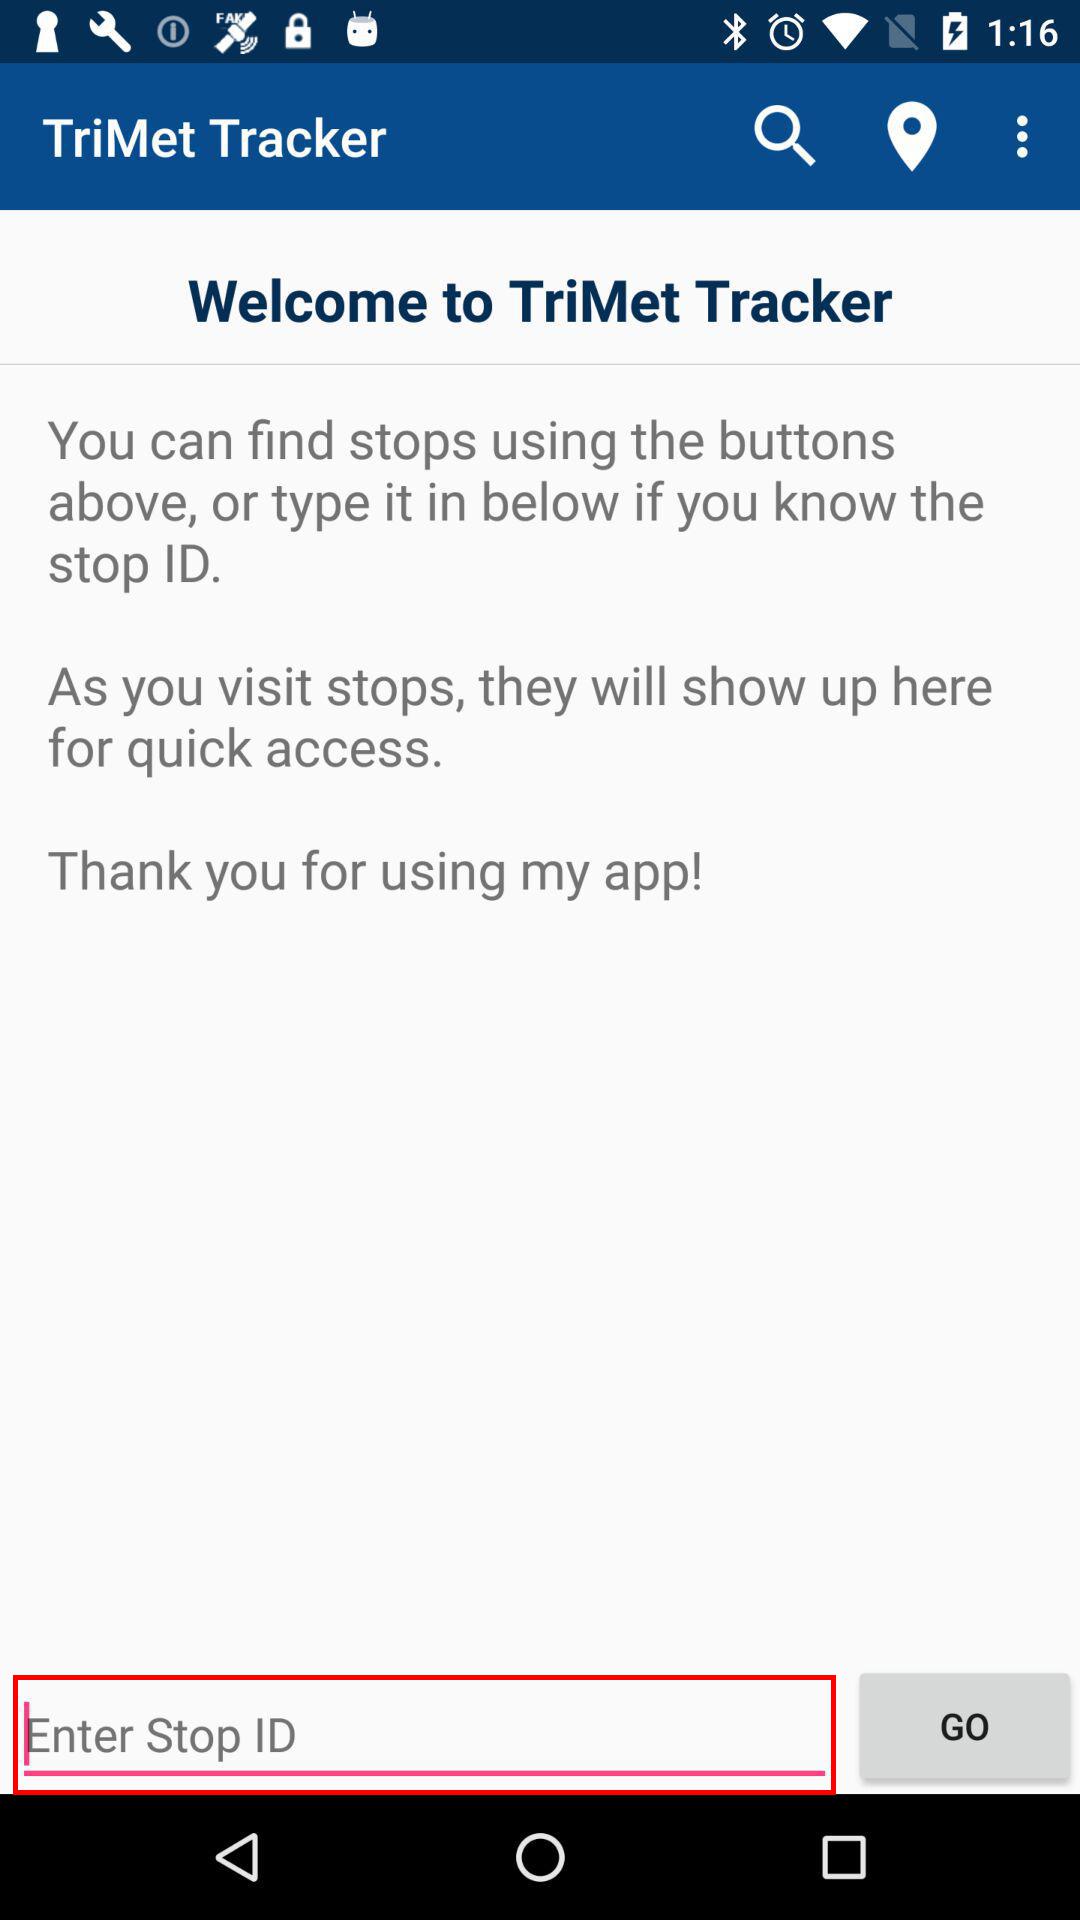 FAKE
1:16
TriMet Tracker
Welcome to TriMet Tracker
You can find stops using the buttons
above, or type it in below if you know the
stop ID.
As you visit stops, they will show up here
for quick access.
Thank you for using my app!
Enter Stop ID
GO